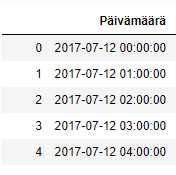 Päivämäärä
0 2017-07-12 00:00:00
1 2017-07-12 01:00:00
2 2017-07-12 02:00:00
3 2017-07-12 03:00:00
4 2017-07-12 04:00:00